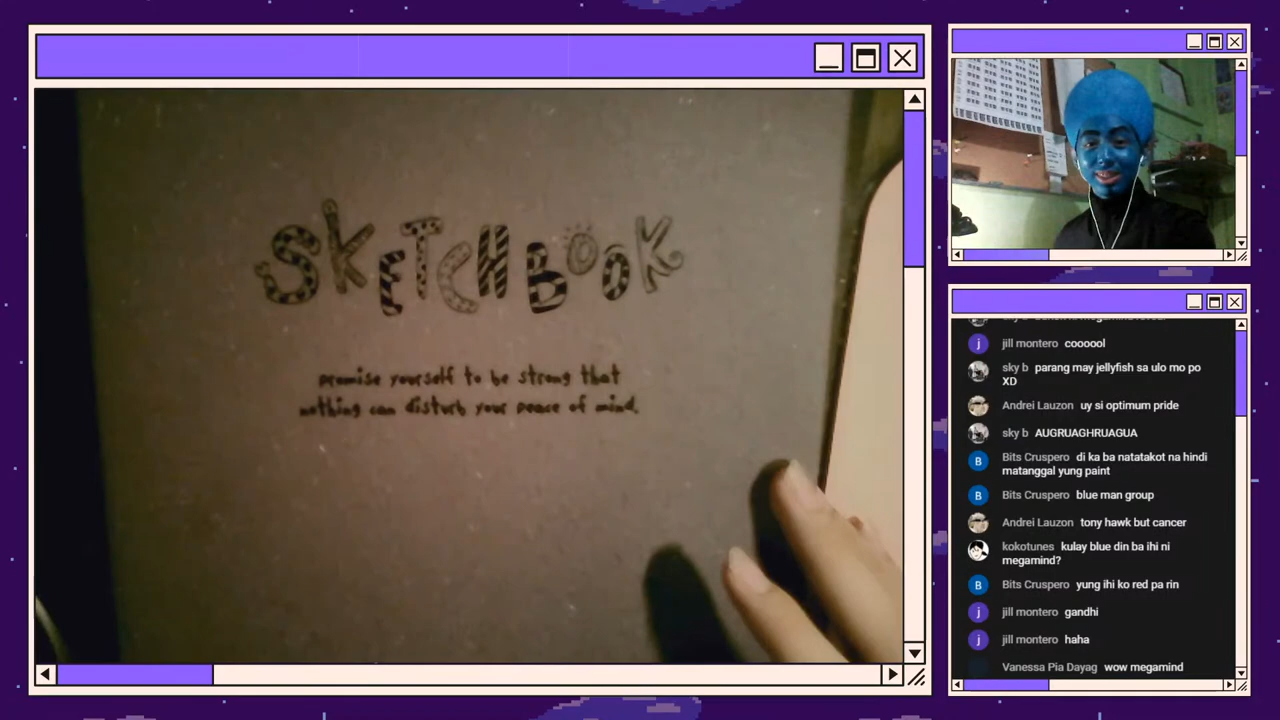 SKETCHBOOK
promise yourself to be strong that
nothing can disturb your peace of mind.
jill montero coooool
sky b parang may jellyfish sa ulo mo po
XD
Andrei Lauzon uy si optimum pride
sky b AUGRUAGHRUAGUA
Bits Cruspero di ka ba natatakot na hindi
matanggal yung paint
Bits Cruspero blue man group
Andrei Lauzon tony hawk but cancer
kokotunes kulay blue din ba ihi ni
megamind?
Bits Cruspero yung ihi ko red pa rin
jill montero gandhi
jill montero haha
Vanessa Pia Dayag wow megamind